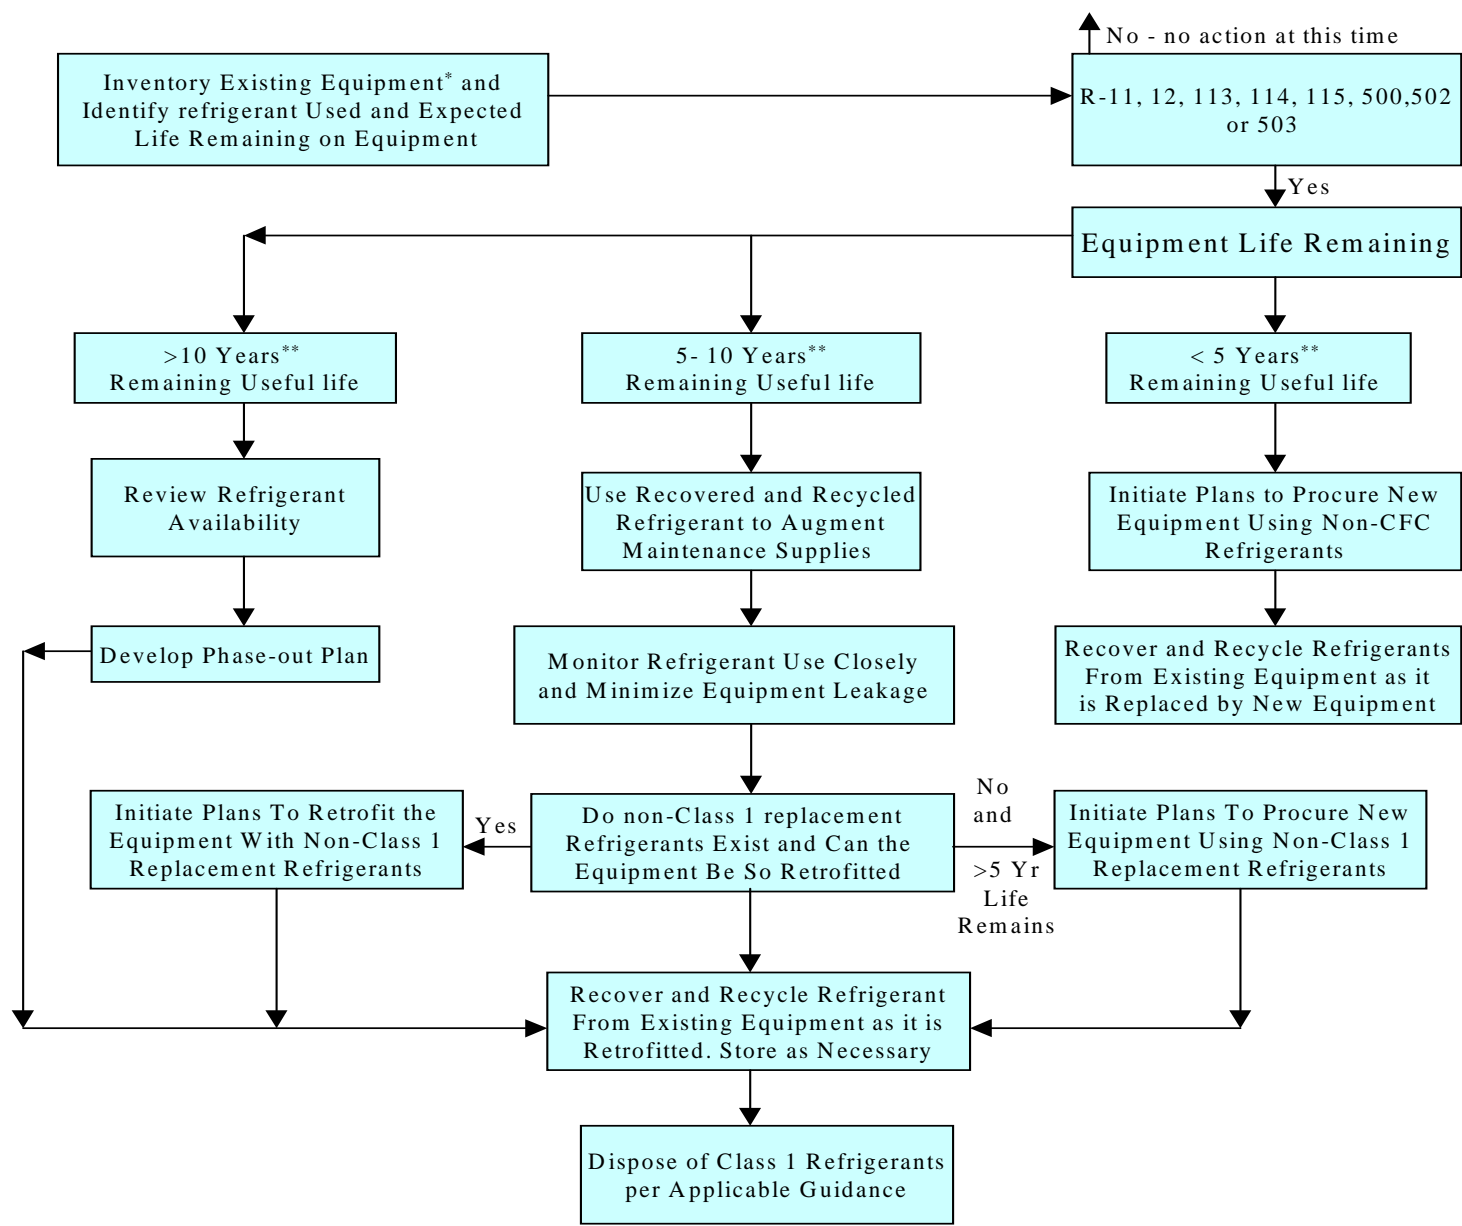 No - no action at this time
Inventory Existing Equipment* and
Identify refrigerant Used and Expected
Life Remaining on Equipment
R-11, 12, 113, 114, 115, 500,502
or 503
Yes
Equipment Life Remaining
>10 Years**
Remaining Useful life
5- 10 Years**
Remaining Useful life
< 5 Years**
Remaining Useful life
Review Refrigerant
Availability
Use Recovered and Recycled
Refrigerant to Augment
Maintenance Supplies
Initiate Plans to Procure New
Equipment Using Non-CFC
Refrigerants
Develop Phase-out Plan
Monitor Refrigerant Use Closely
and Minimize Equipment Leakage
Recover and Recycle Refrigerants
From Existing Equipment as it
is Replaced by New Equipment
Initiate Plans To Retrofit the
Equipment With Non-Class 1
Replacement Refrigerants
Yes
Do non-Class 1 replacement
Refrigerants Exist and Can the
Equipment Be So Retrofitted
No
and
>5 Yr
Life
Remains
Initiate Plans To Procure New
Equipment Using Non-Class 1
Replacement Refrigerants
Recover and Recycle Refrigerant
From Existing Equipment as it is
Retrofitted. Store as Necessary
Dispose of Class 1 Refrigerants
per Applicable Guidance